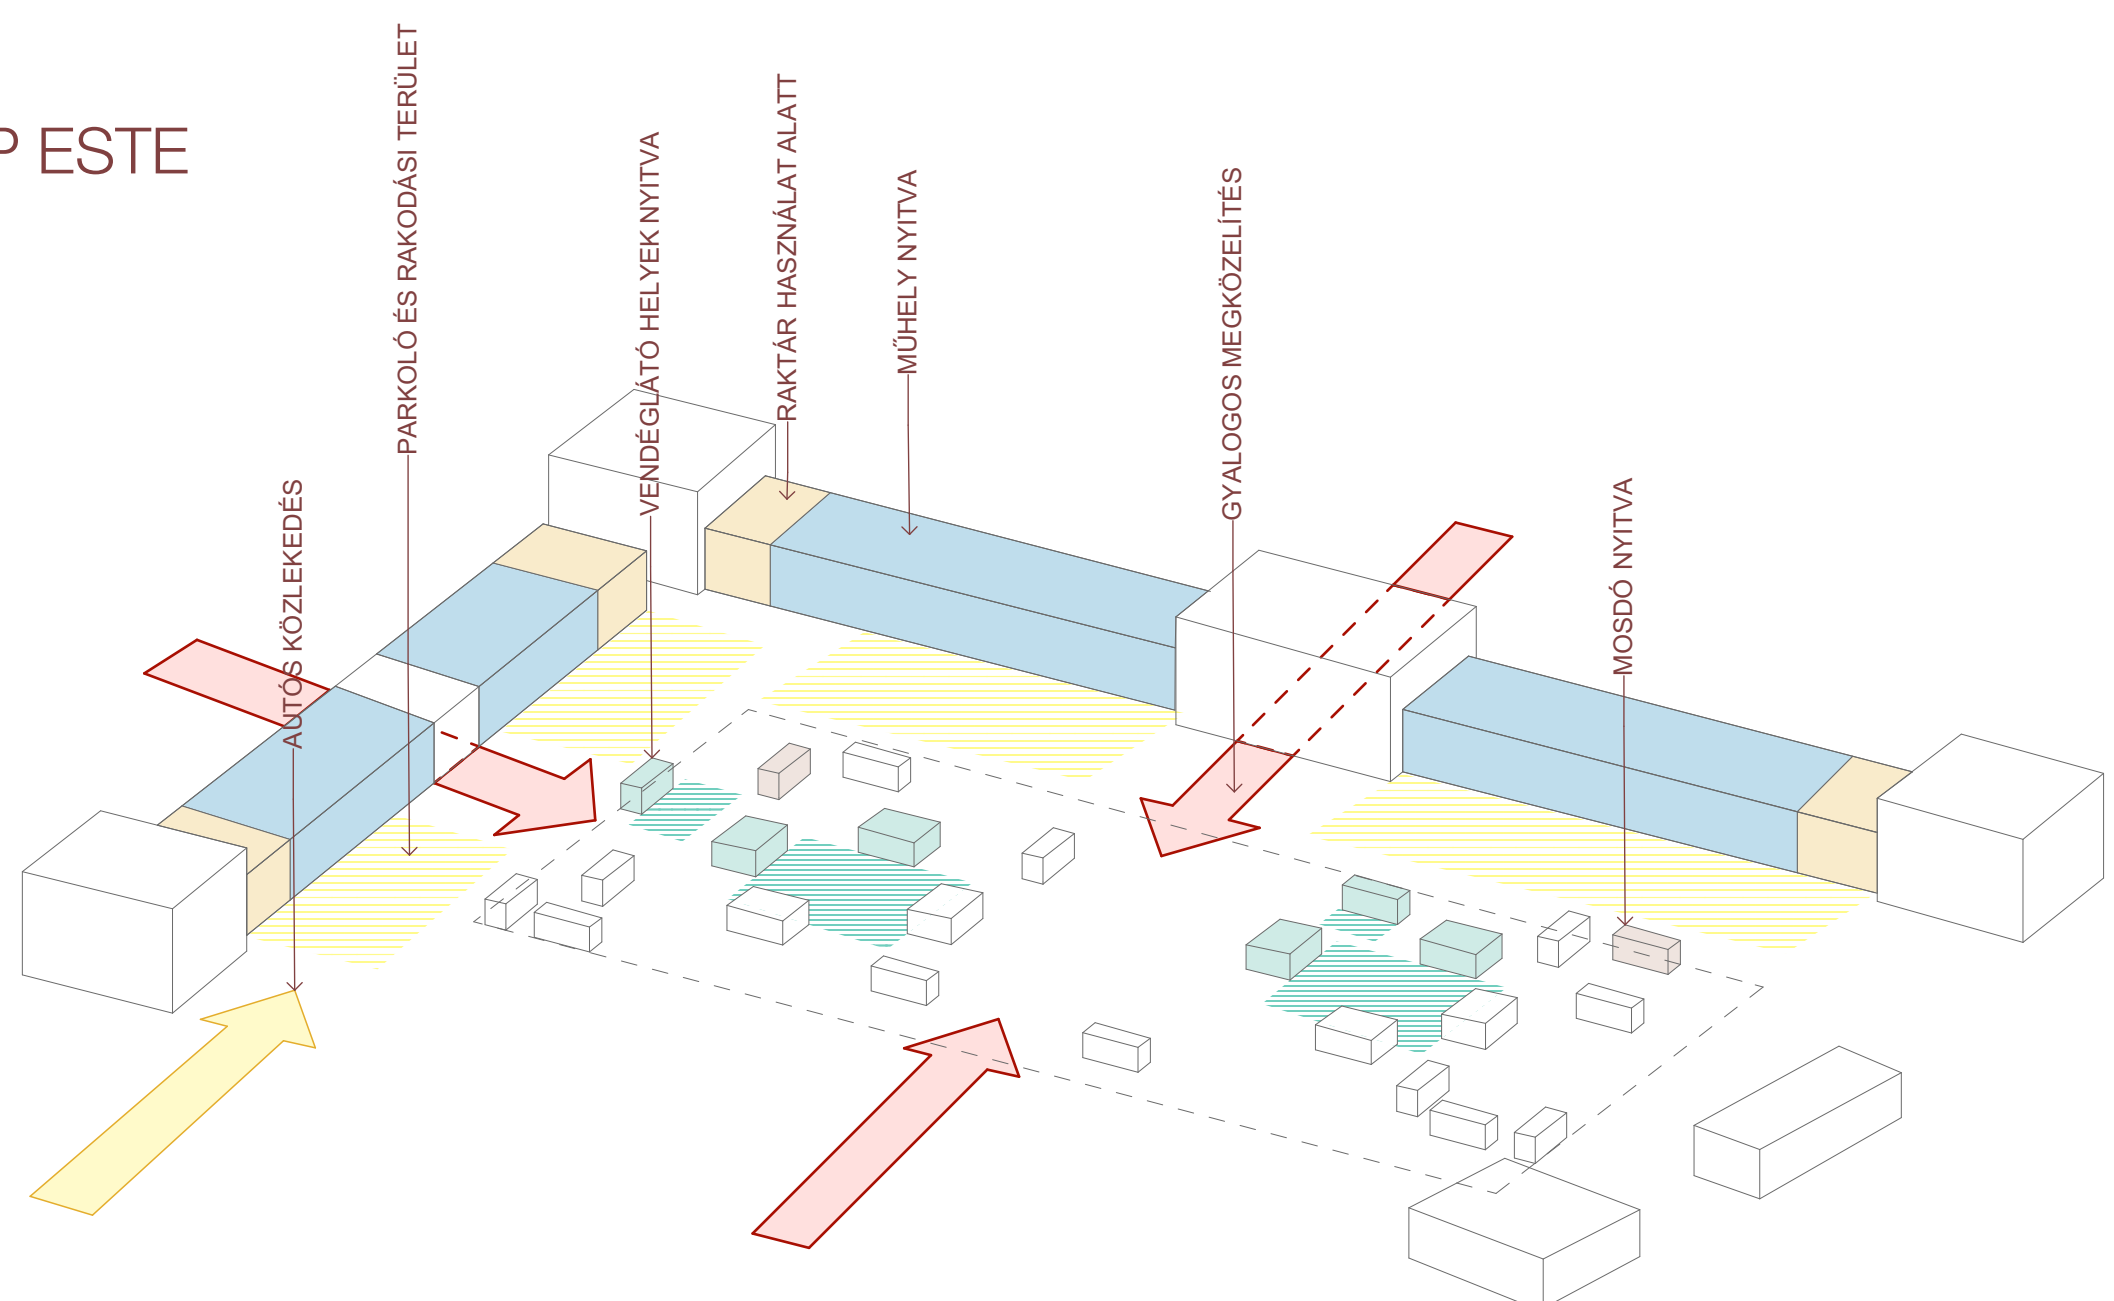 P ESTE
AUTÓS KÖZLEKEDÉS
PARKOLÓ ÉS RAKODÁSI TERÜLET
VENDÉGLÁTÓ HELYEK NYITVA
RAKTÁR HASZNÁLAT ALATT
MŰHELY NYITVA
GYALOGOS MEGKÖZELÍTÉS
MOSDÓ NYITVA